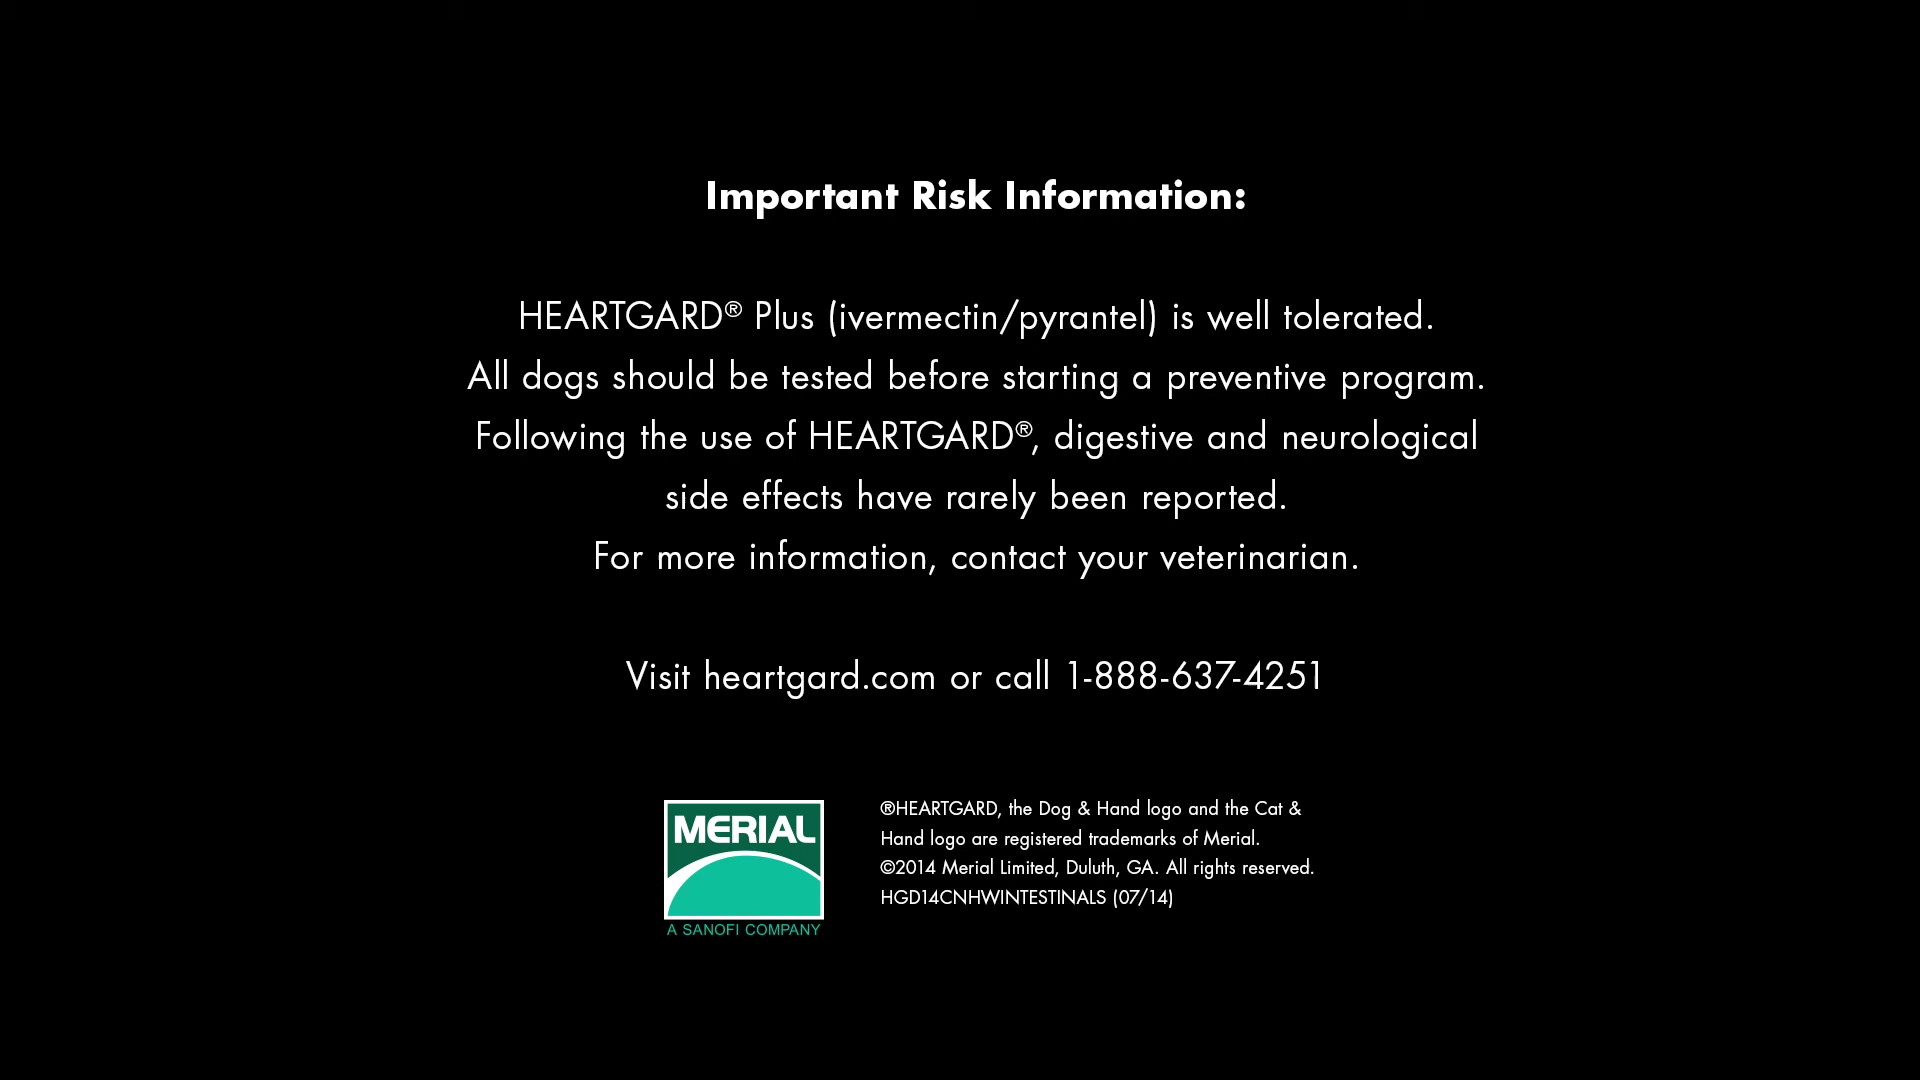 Important Risk Information:
HEARTGARD® Plus (ivermectin/pyrantel) is well tolerated.
All dogs should be tested before starting a preventive program.
Following the use of HEARTGARD®, digestive and neurological
side effects have rarely been reported.
For more information, contact your veterinarian.
Visit heartgard.com or call 1-888-637-4251
MERIAL
A SANOFI COMPANY
®HEARTGARD, the Dog & Hand logo and the Cat &
Hand logo are registered trademarks of Merial.
©2014 Merial Limited, Duluth, GA. All rights reserved.
HGD14CNHWINTESTINALS (07/14)